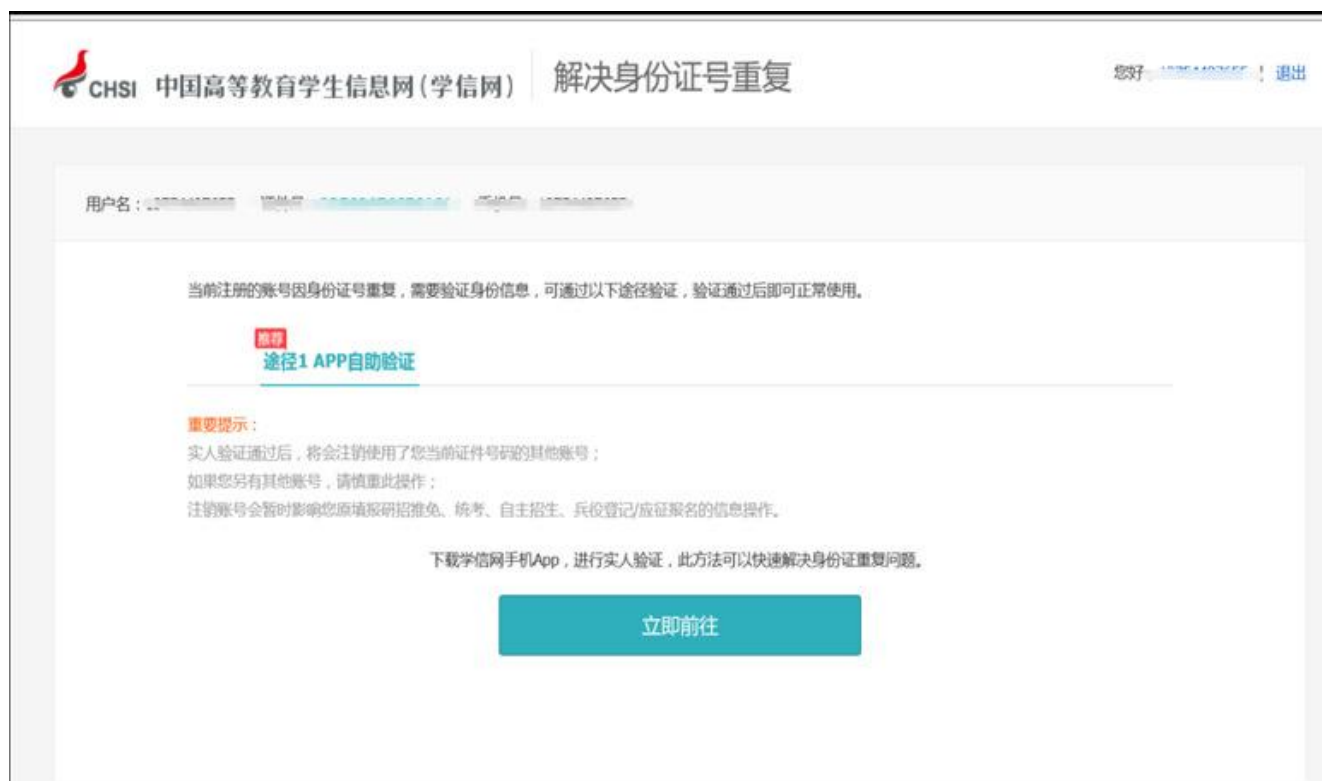 CHSI 中国高等教育学生信息网(学信网) 解决身份证号重复
您好 ！ 退出
用户名：
当前注册的账号因身份证号重复，需要验证身份信息，可通过以下途径验证，验证通过后即可正常使用。
推荐
途径1 APP自助验证
重要提示：
实人验证通过后，将会注销使用了您当前证件号码的其他账号；
如果您另有其他账号，请慎重此操作；
注销账号会暂时影响您原填报研招推免、统考、自主招生、兵役登记/应征报名的信息操作。
下载学信网手机App，进行实人验证，此方法可以快速解决身份证重复问题。
立即前往